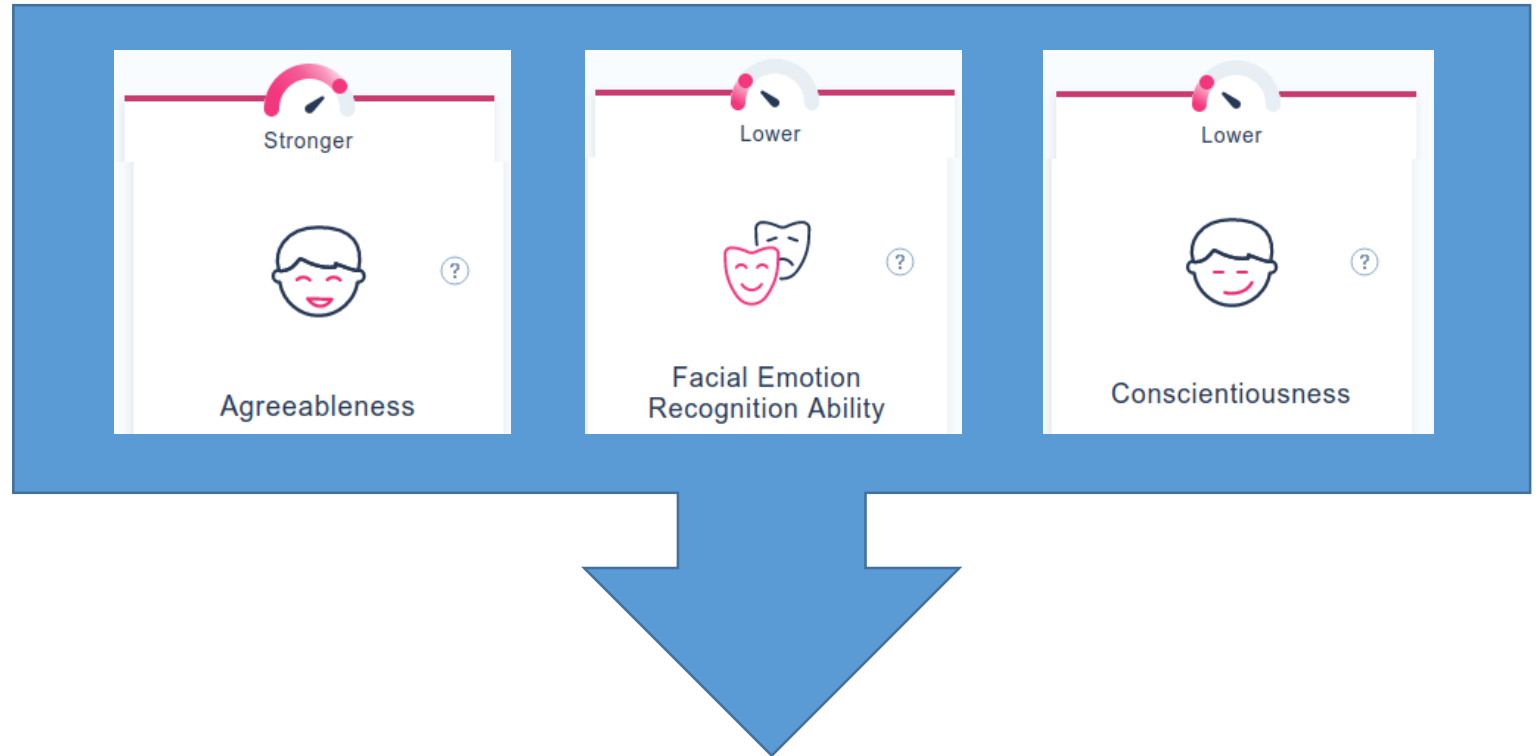 Stronger
?
Agreeableness
Lower
?
Facial Emotion
Recognition Ability
Lower
?
Conscientiousness